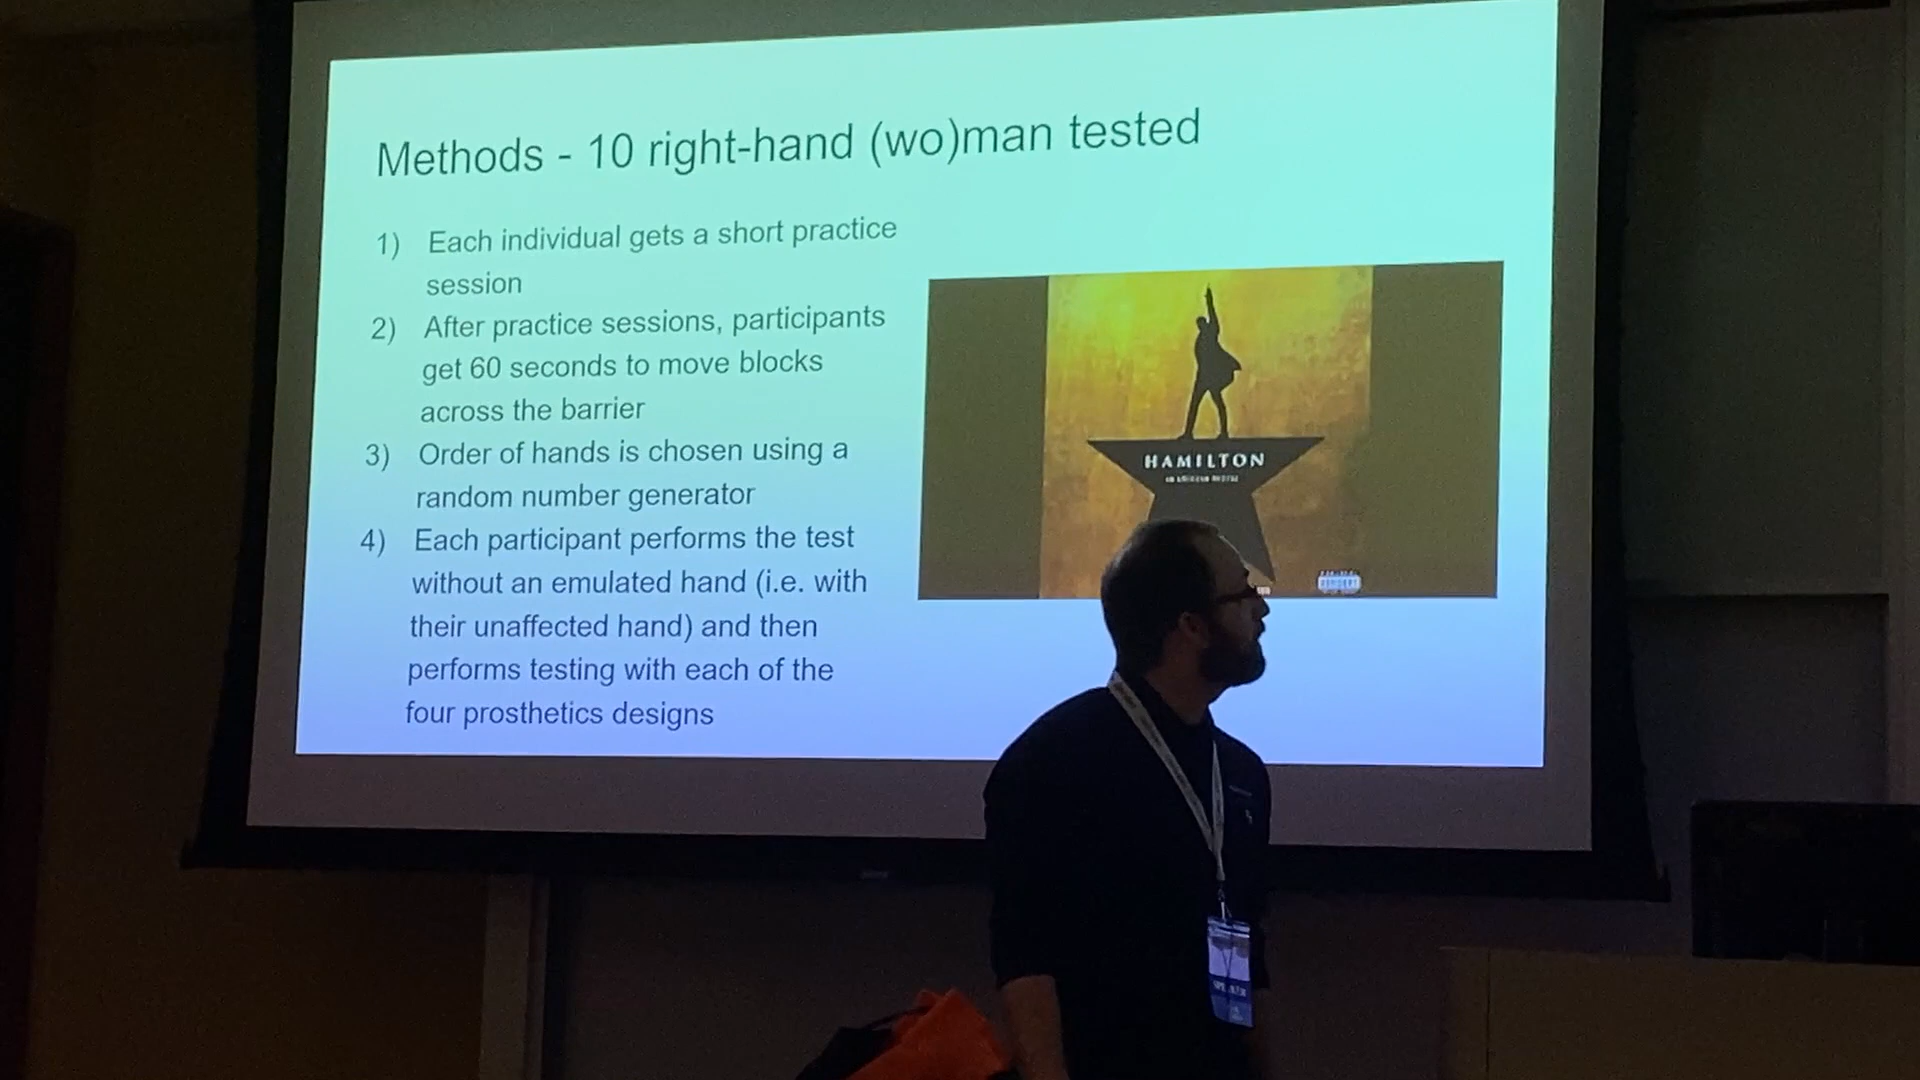 Methods - 10 right-hand (wo)man tested
1) Each individual gets a short practice
session
2) After practice sessions, participants
get 60 seconds to move blocks
across the barrier
3) Order of hands is chosen using a
random number generator
4) Each participant performs the test
without an emulated hand (i.e. with
their unaffected hand) and then
performs testing with each of the
four prosthetics designs
HAMILTON